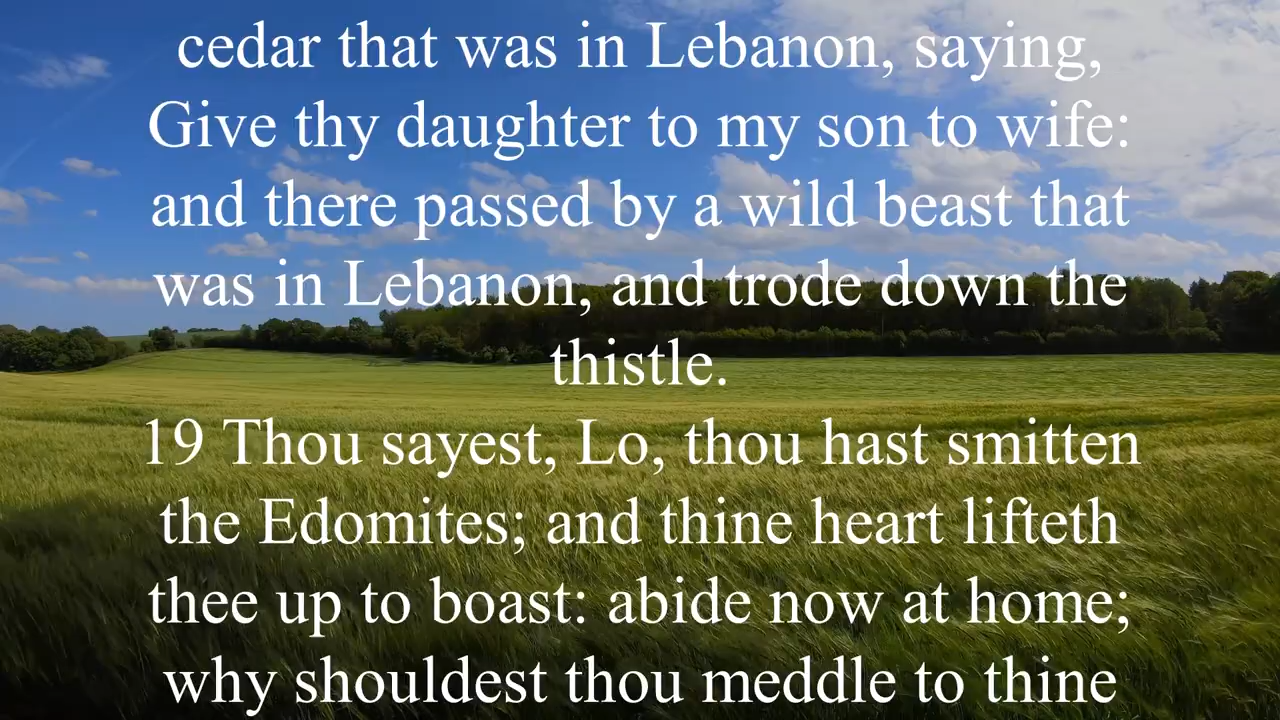 cedar that was in Lebanon, saying,
Give thy daughter to my son to wife:
and there passed by a wild beast that
was in Lebanon, and trode down the
thistle.
19 Thou sayest, Lo, thou hast smitten
the Edomites; and thine heart lifteth
thee up to boast: abide now at home;
why shouldest thou meddle to thine